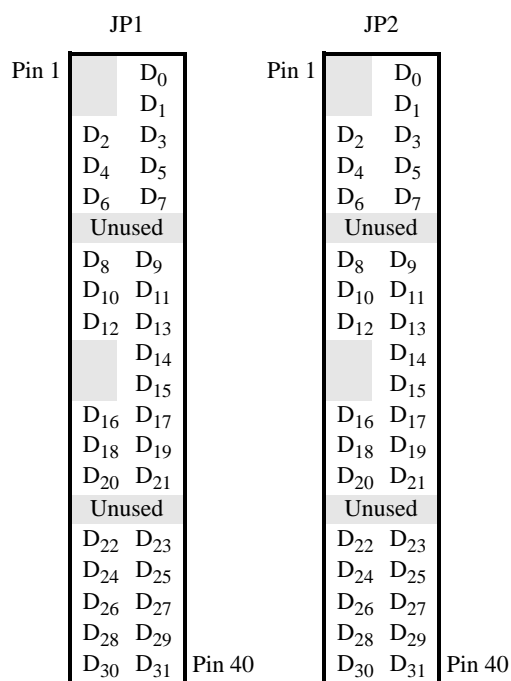 JP1 JP2
Pin 1 D₀ Pin 1 D₀
D₁ D₁
D₂ D₃ D₂ D₃
D₄ D₅ D₄ D₅
D₆ D₇ D₆ D₇
Unused Unused
D₈ D₉ D₈ D₉
D₁₀ D₁₁ D₁₀ D₁₁
D₁₂ D₁₃ D₁₂ D₁₃
D₁₄ D₁₄
D₁₅ D₁₅
D₁₆ D₁₇ D₁₆ D₁₇
D₁₈ D₁₉ D₁₈ D₁₉
D₂₀ D₂₁ D₂₀ D₂₁
Unused Unused
D₂₂ D₂₃ D₂₂ D₂₃
D₂₄ D₂₅ D₂₄ D₂₅
D₂₆ D₂₇ D₂₆ D₂₇
D₂₈ D₂₉ D₂₈ D₂₉
D₃₀ D₃₁ Pin 40 D₃₀ D₃₁ Pin 40